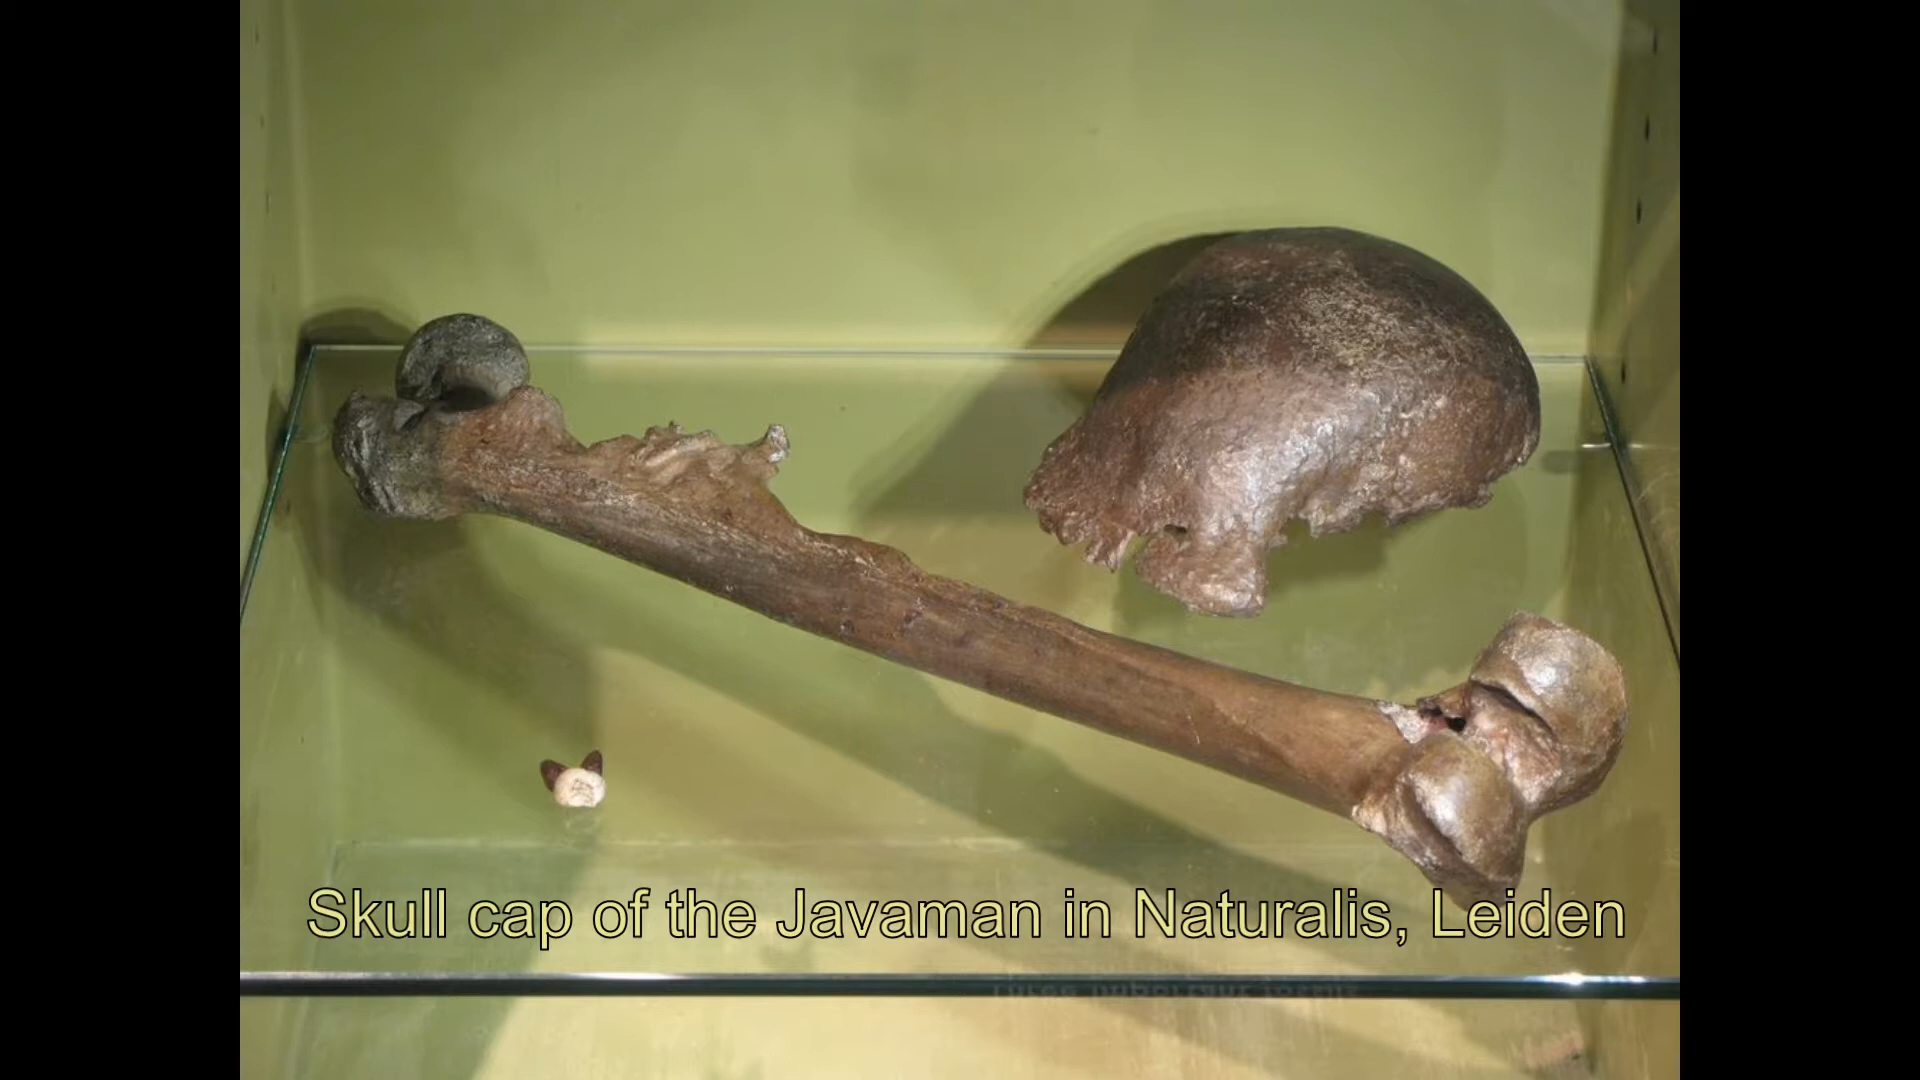 Skull cap of the Javaman in Naturalis, Leiden